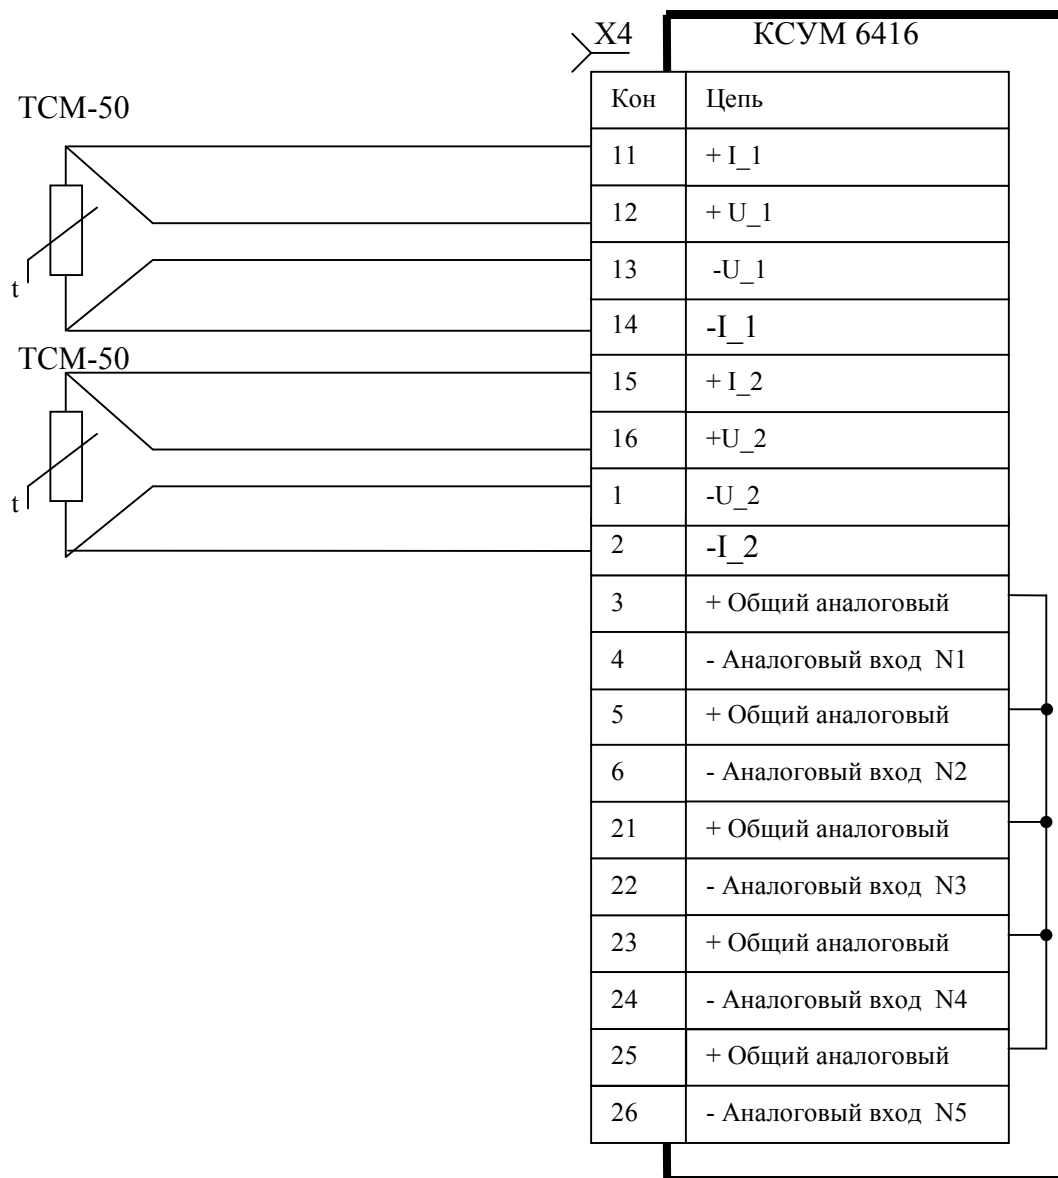 X4 КСУМ 6416
ТСМ-50
Кон Цепь
11 + I_1
12 + U_1
t
13 -U_1
14 -I_1
ТСМ-50
15 + I_2
16 +U_2
t
1 -U_2
2 -I_2
3 + Общий аналоговый
4 - Аналоговый вход N1
5 + Общий аналоговый
6 - Аналоговый вход N2
21 + Общий аналоговый
22 - Аналоговый вход N3
23 + Общий аналоговый
24 - Аналоговый вход N4
25 + Общий аналоговый
26 - Аналоговый вход N5